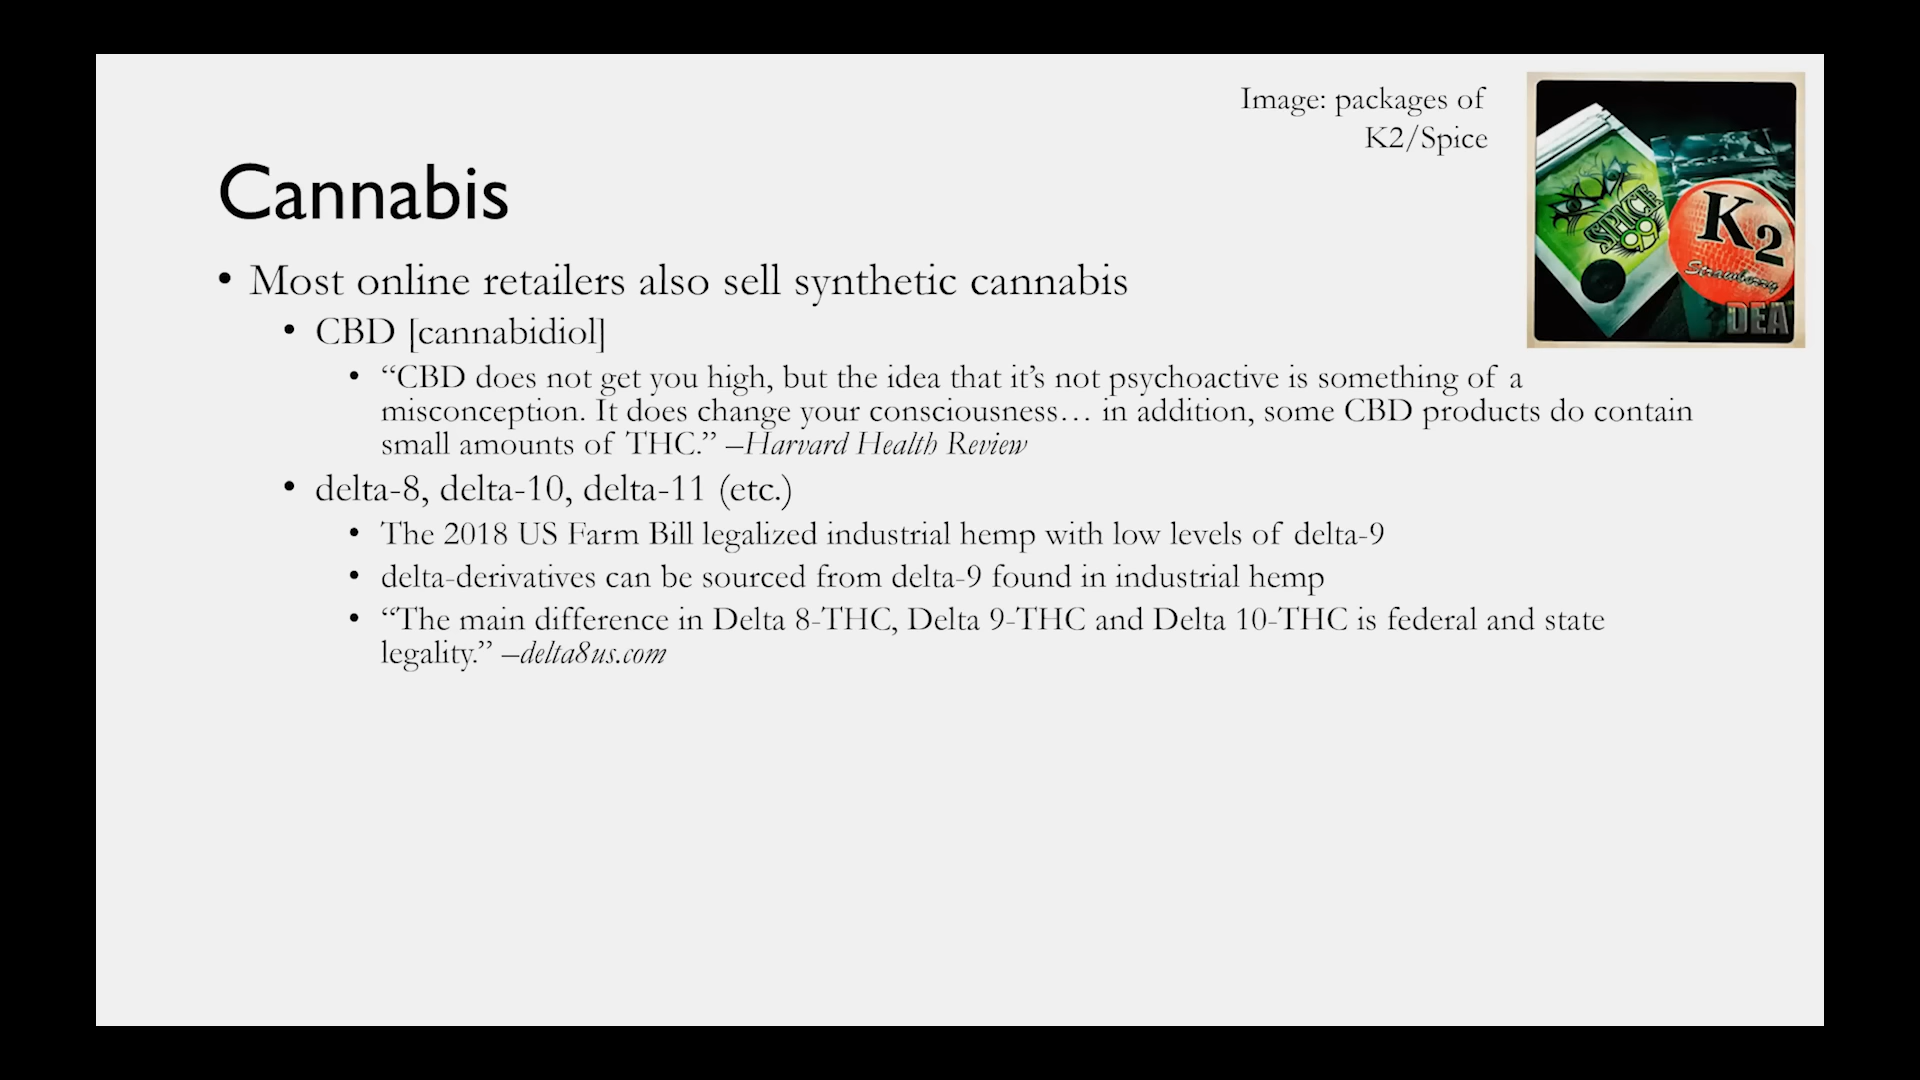 Image: packages of
K2/Spice
SPICE
99
K2
Strawberry
DEA
Cannabis
• Most online retailers also sell synthetic cannabis
• CBD [cannabidiol]
• “CBD does not get you high, but the idea that it’s not psychoactive is something of a
misconception. It does change your consciousness… in addition, some CBD products do contain
small amounts of THC.” –Harvard Health Review
• delta-8, delta-10, delta-11 (etc.)
• The 2018 US Farm Bill legalized industrial hemp with low levels of delta-9
• delta-derivatives can be sourced from delta-9 found in industrial hemp
• “The main difference in Delta 8-THC, Delta 9-THC and Delta 10-THC is federal and state
legality.” –delta8us.com